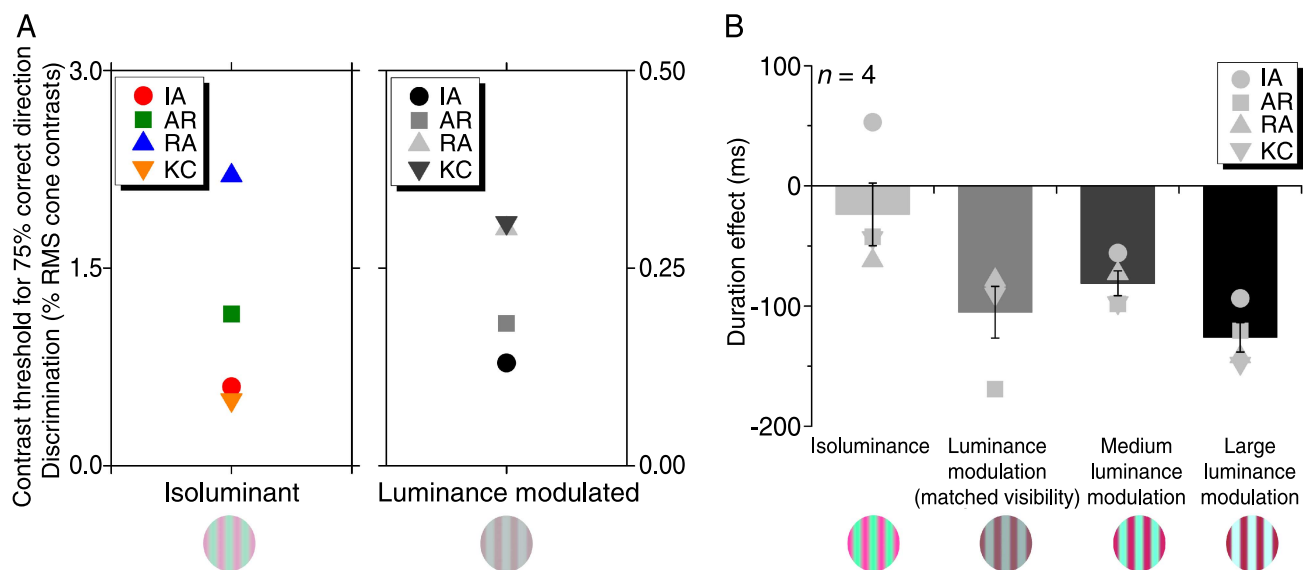 A
Contrast threshold for 75% correct direction
Discrimination (% RMS cone contrasts)
3.0
1.5
0.0
IA
AR
RA
KC
Isoluminant
IA
AR
RA
KC
0.50
0.25
0.00
Luminance modulated
B
Duration effect (ms)
100
0
-100
-200
n = 4
IA
AR
RA
KC
Isoluminance
Luminance
modulation
(matched visibility)
Medium
luminance
modulation
Large
luminance
modulation